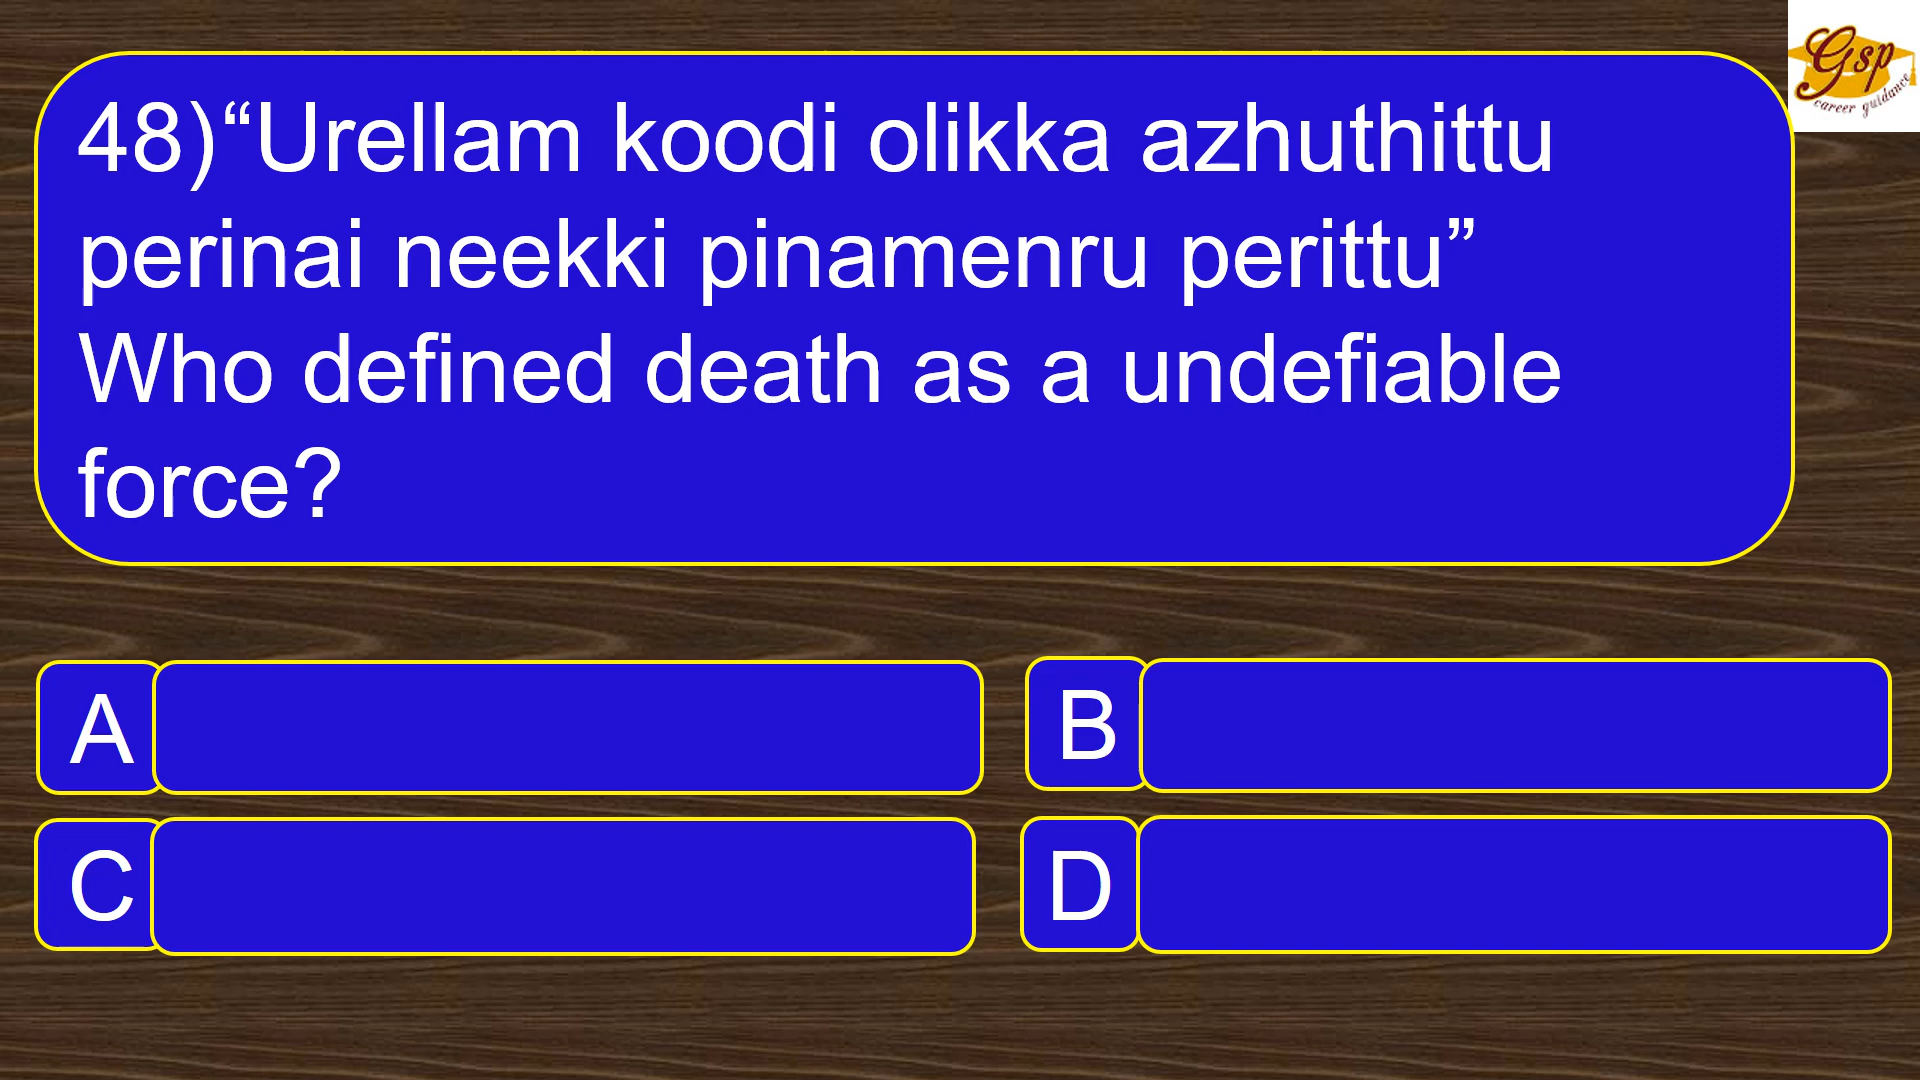 Gsp
career guidance
48)“Urellam koodi olikka azhuthittu
perinai neekki pinamenru perittu”
Who defined death as a undefiable
force?
A
B
C
D